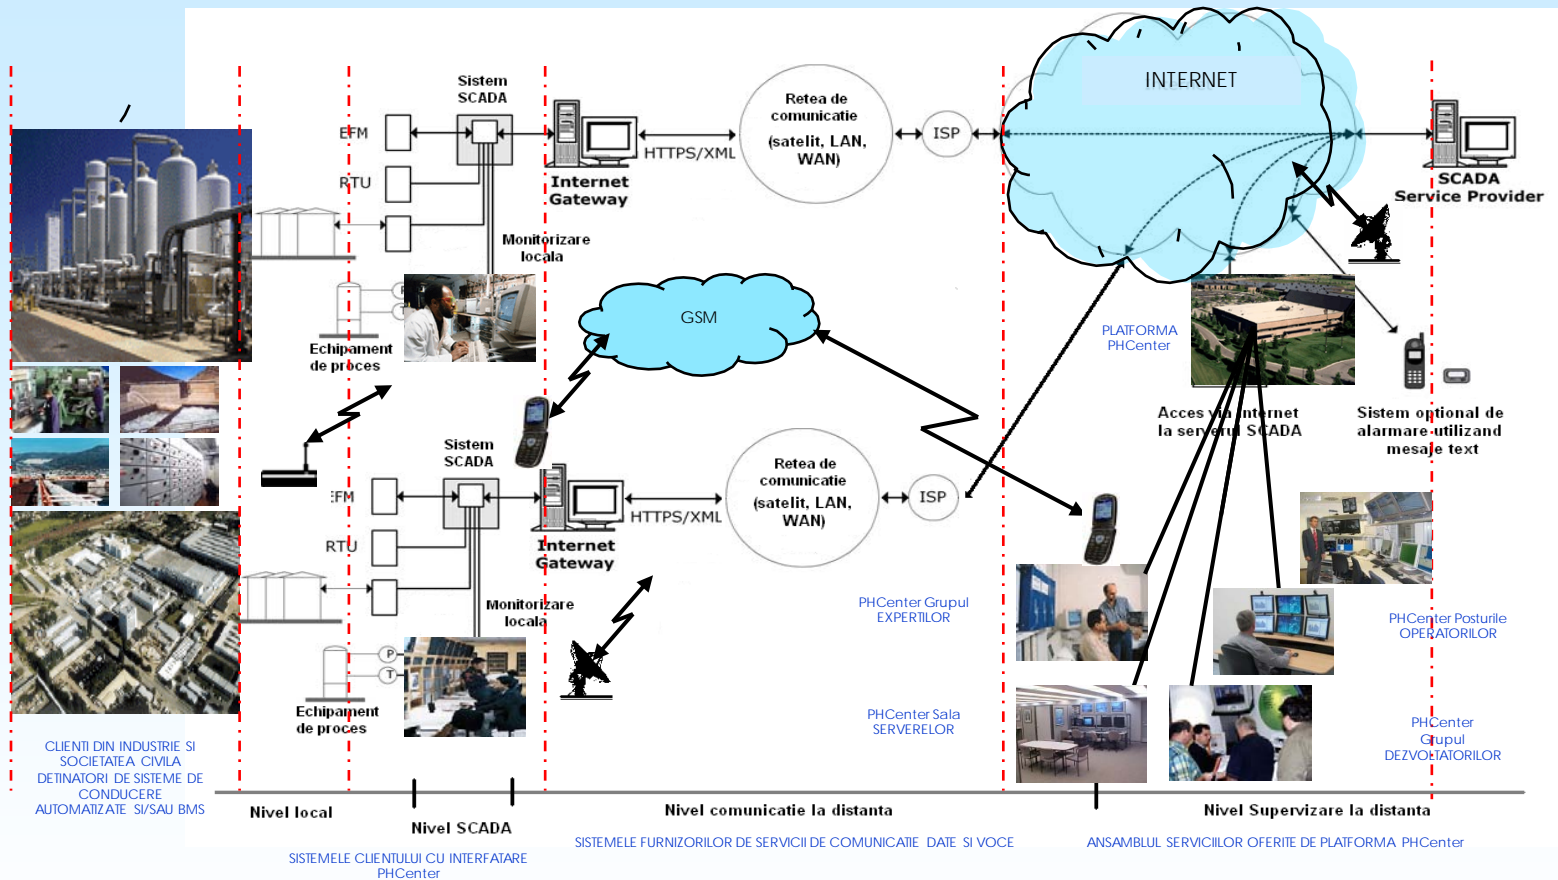 INTERNET
Sistem
SCADA
EFM
RTU
Internet
Gateway
HTTPS/XML
Retea de
comunicatie
(satelit, LAN,
WAN)
ISP
SCADA
Service Provider
Monitorizare
locala
Echipament
de proces
GSM
PLATFORMA
PHCenter
Acces via Internet
la serverul SCADA
Sistem optional de
alarmare utilizand
mesaje text
Sistem
SCADA
EFM
RTU
Internet
Gateway
HTTPS/XML
Retea de
comunicatie
(satelit, LAN,
WAN)
ISP
Monitorizare
locala
P
T
Echipament
de proces
PHCenter Grupul
EXPERTILOR
PHCenter Posturile
OPERATORILOR
PHCenter Sala
SERVERELOR
PHCenter
Grupul
DEZVOLTATORILOR
CLIENTI DIN INDUSTRIE SI
SOCIETATEA CIVILA
DETINATORI DE SISTEME DE
CONDUCERE
AUTOMATIZATE SI/SAU BMS
Nivel local
Nivel SCADA
Nivel comunicatie la distanta
Nivel Supervizare la distanta
SISTEMELE CLIENTULUI CU INTERFATARE
PHCenter
SISTEMELE FURNIZORILOR DE SERVICII DE COMUNICATIE DATE SI VOCE
ANSAMBLUL SERVICIILOR OFERITE DE PLATFORMA PHCenter